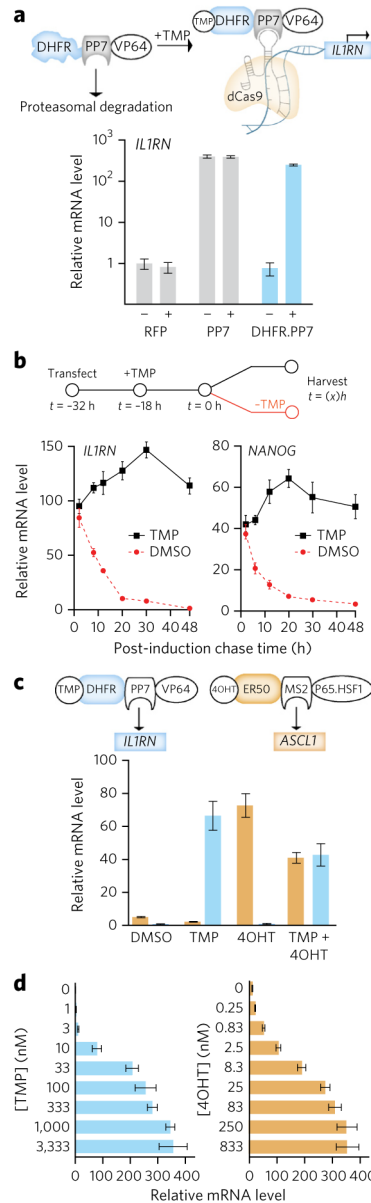 a
DHFR PP7 VP64 +TMP TMP DHFR PP7 VP64
IL1RN
dCas9
Proteasomal degradation
IL1RN
Relative mRNA level
10³
10²
10
1
– + – + – +
RFP PP7 DHFR.PP7
b
Transfect +TMP Harvest
t = –32 h t = –18 h t = 0 h t = (x)h
–TMP
Relative mRNA level
IL1RN
150
100
50
0
TMP
DMSO
0 10 20 30 40 48
NANOG
80
60
40
20
0
TMP
DMSO
0 10 20 30 40 48
Post-induction chase time (h)
c
TMP DHFR PP7 VP64 4OHT ER50 MS2 P65.HSF1
IL1RN ASCL1
Relative mRNA level
100
80
60
40
20
0
DMSO TMP 4OHT TMP +
4OHT
d
[TMP] (nM)
0
1
3
10
33
100
333
1,000
3,333
0 100 200 300 400
[4OHT] (nM)
0
0.25
0.83
2.5
8.3
25
83
250
833
0 100 200 300 400
Relative mRNA level